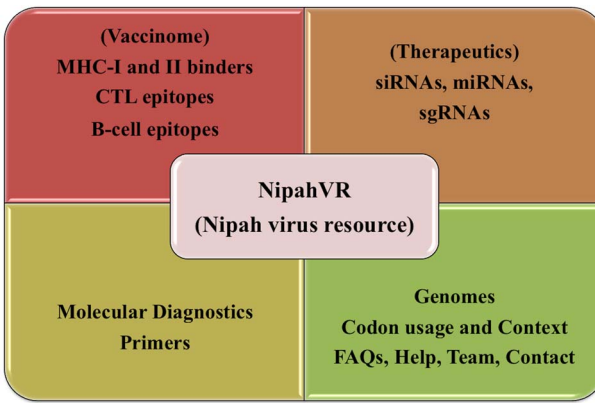 (Vaccinome)
MHC-I and II binders
CTL epitopes
B-cell epitopes
(Therapeutics)
siRNAs, miRNAs,
sgRNAs
NipahVR
(Nipah virus resource)
Molecular Diagnostics
Primers
Genomes
Codon usage and Context
FAQs, Help, Team, Contact